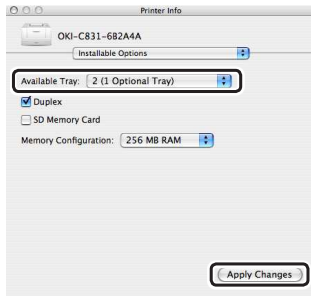 Printer Info
OKI-C831-6B2A4A
Installable Options
Available Tray: 2 (1 Optional Tray)
Duplex
SD Memory Card
Memory Configuration: 256 MB RAM
Apply Changes